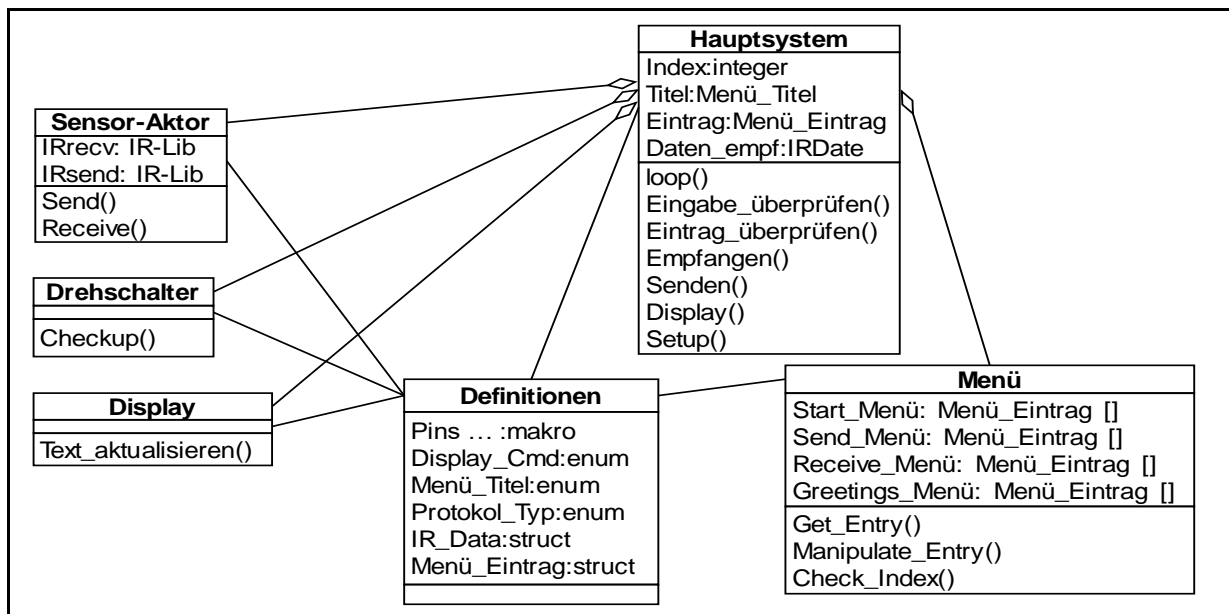 Hauptsystem
Index:integer
Titel:Menü_Titel
Eintrag:Menü_Eintrag
Daten_empf:IRDate
loop()
Eingabe_überprüfen()
Eintrag_überprüfen()
Empfangen()
Senden()
Display()
Setup()
Sensor-Aktor
IRrecv: IR-Lib
IRsend: IR-Lib
Send()
Receive()
Drehschalter
Checkup()
Display
Text_aktualisieren()
Definitionen
Pins ... :makro
Display_Cmd:enum
Menü_Titel:enum
Protokol_Typ:enum
IR_Data:struct
Menü_Eintrag:struct
Menü
Start_Menü: Menü_Eintrag []
Send_Menü: Menü_Eintrag []
Receive_Menü: Menü_Eintrag []
Greetings_Menü: Menü_Eintrag []
Get_Entry()
Manipulate_Entry()
Check_Index()